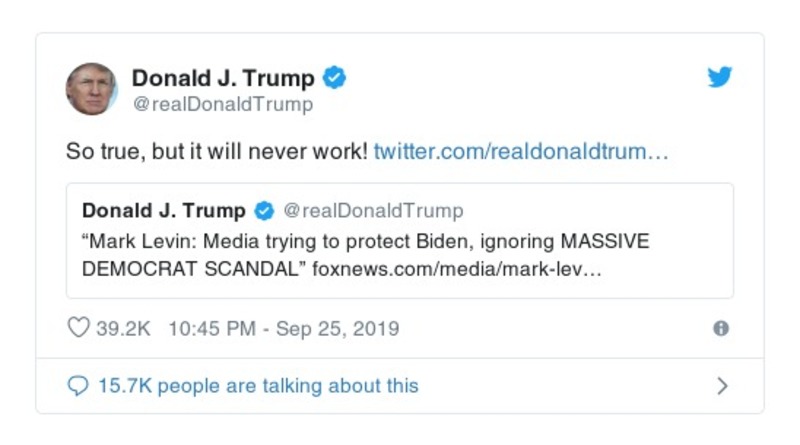 Donald J. Trump
@realDonaldTrump
So true, but it will never work! twitter.com/realdonaldtrum…
Donald J. Trump @realDonaldTrump
“Mark Levin: Media trying to protect Biden, ignoring MASSIVE
DEMOCRAT SCANDAL” foxnews.com/media/mark-lev…
39.2K 10:45 PM - Sep 25, 2019
15.7K people are talking about this